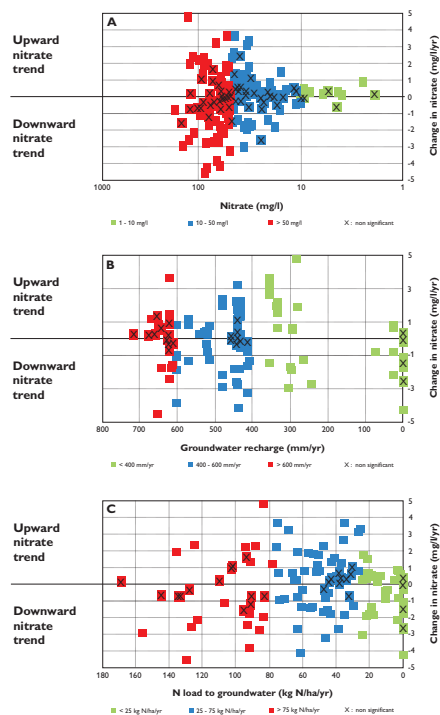 A
Upward
nitrate
trend
Downward
nitrate
trend
5
4
3
2
1
0
-1
-2
-3
-4
-5
Change in nitrate (mg/l/yr)
1000 100 10 1
Nitrate (mg/l)
1 - 10 mg/l 10 - 50 mg/l > 50 mg/l X : non significant
B
Upward
nitrate
trend
Downward
nitrate
trend
5
3
1
0
-1
-3
-5
Change in nitrate (mg/l/yr)
800 700 600 500 400 300 200 100 0
Groundwater recharge (mm/yr)
< 400 mm/yr 400 - 600 mm/yr > 600 mm/yr X : non significant
C
Upward
nitrate
trend
Downward
nitrate
trend
5
4
3
2
1
0
-1
-2
-3
-4
-5
Change in nitrate (mg/l/yr)
180 160 140 120 100 80 60 40 20 0
N load to groundwater (kg N/ha/yr)
< 25 kg N/ha/yr 25 - 75 kg N/ha/yr > 75 kg N/ha/yr X : non significant